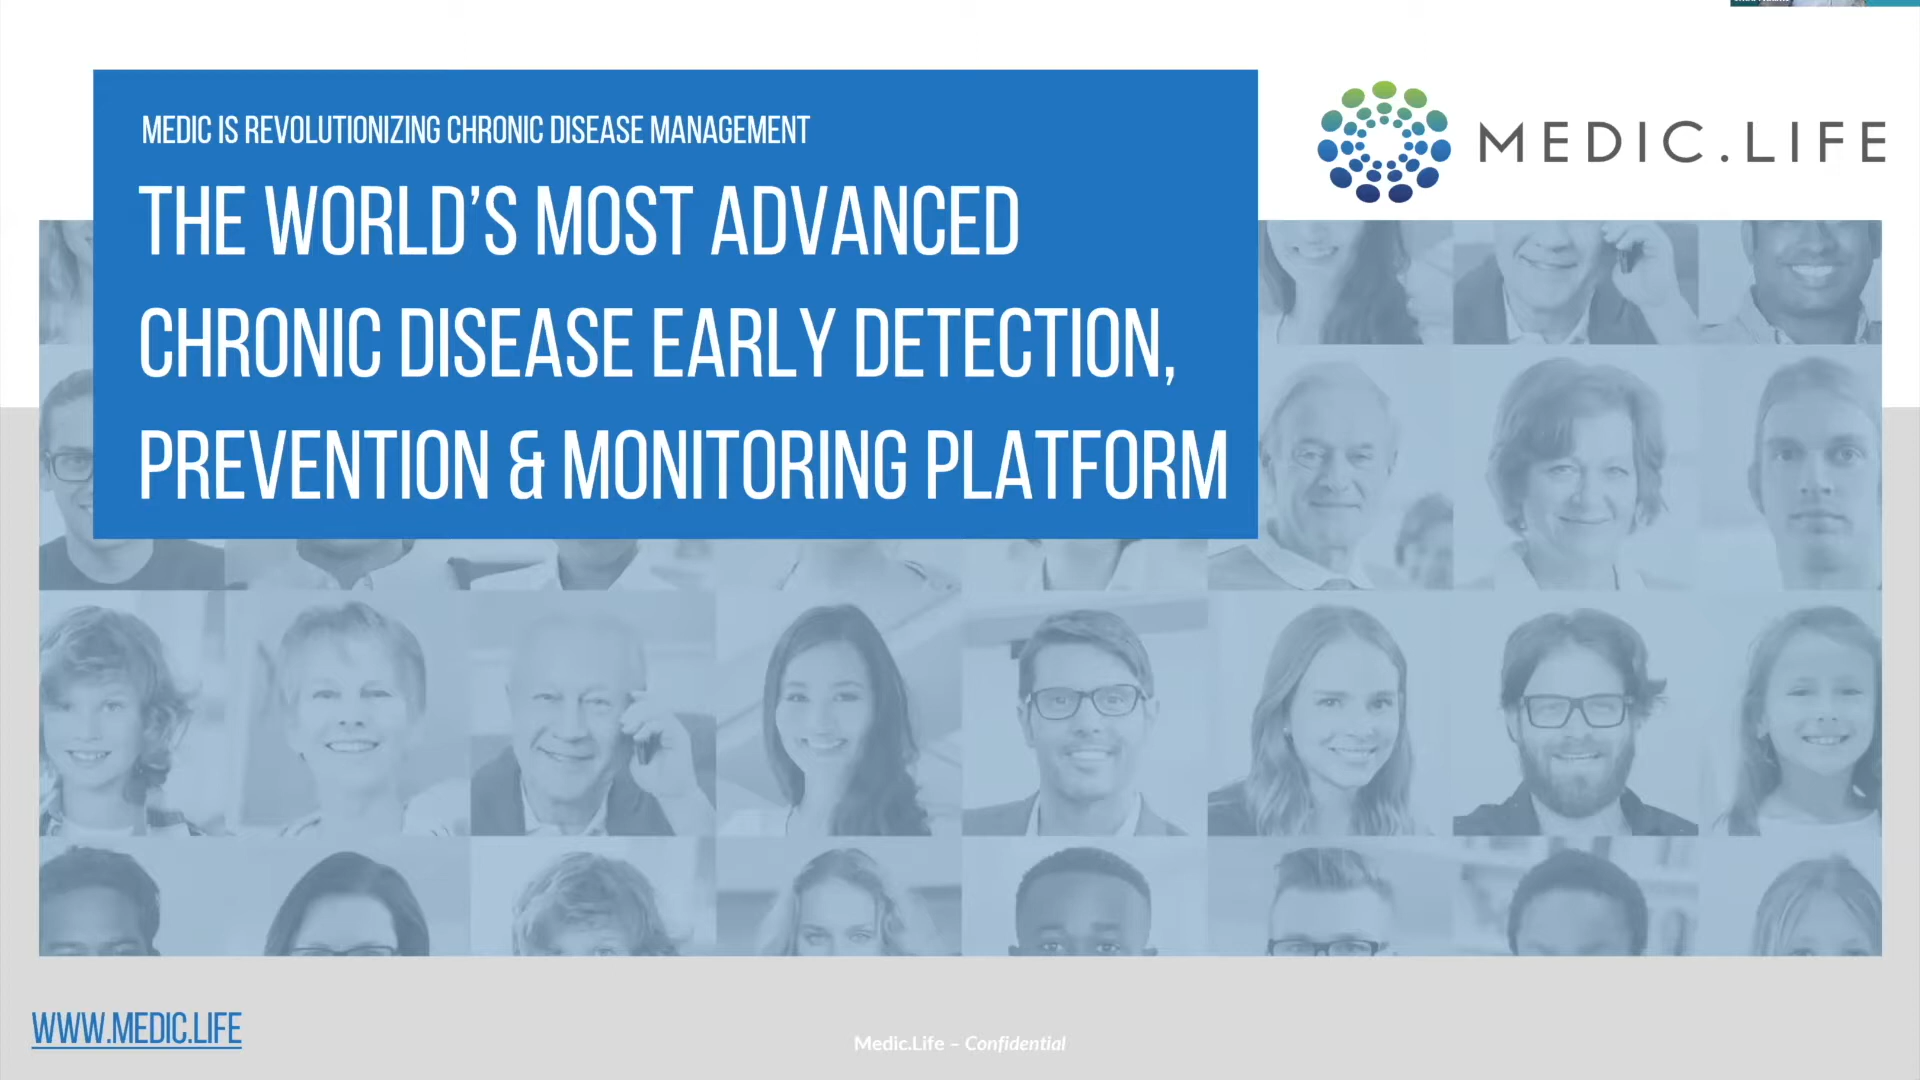 MEDIC IS REVOLUTIONIZING CHRONIC DISEASE MANAGEMENT
THE WORLD'S MOST ADVANCED
CHRONIC DISEASE EARLY DETECTION,
PREVENTION & MONITORING PLATFORM
MEDIC.LIFE
WWW.MEDIC.LIFE
Medic.Life – Confidential